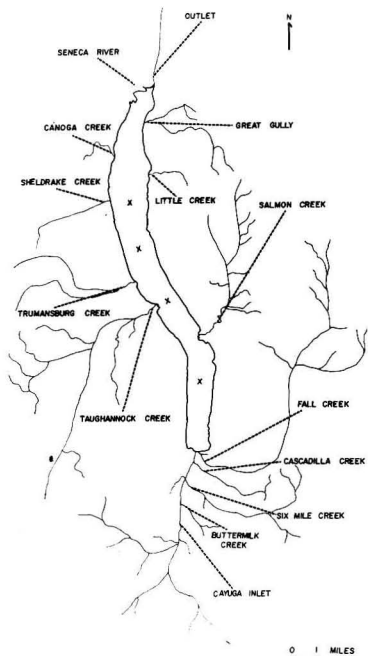 OUTLET
N
SENECA RIVER
CANOGA CREEK
GREAT GULLY
SHELDRAKE CREEK
LITTLE CREEK
SALMON CREEK
X
X
X
TRUMANSBURG CREEK
X
TAUGHANNOCK CREEK
FALL CREEK
CASCADILLA CREEK
SIX MILE CREEK
BUTTERMILK
CREEK
CAYUGA INLET
0 1 MILES